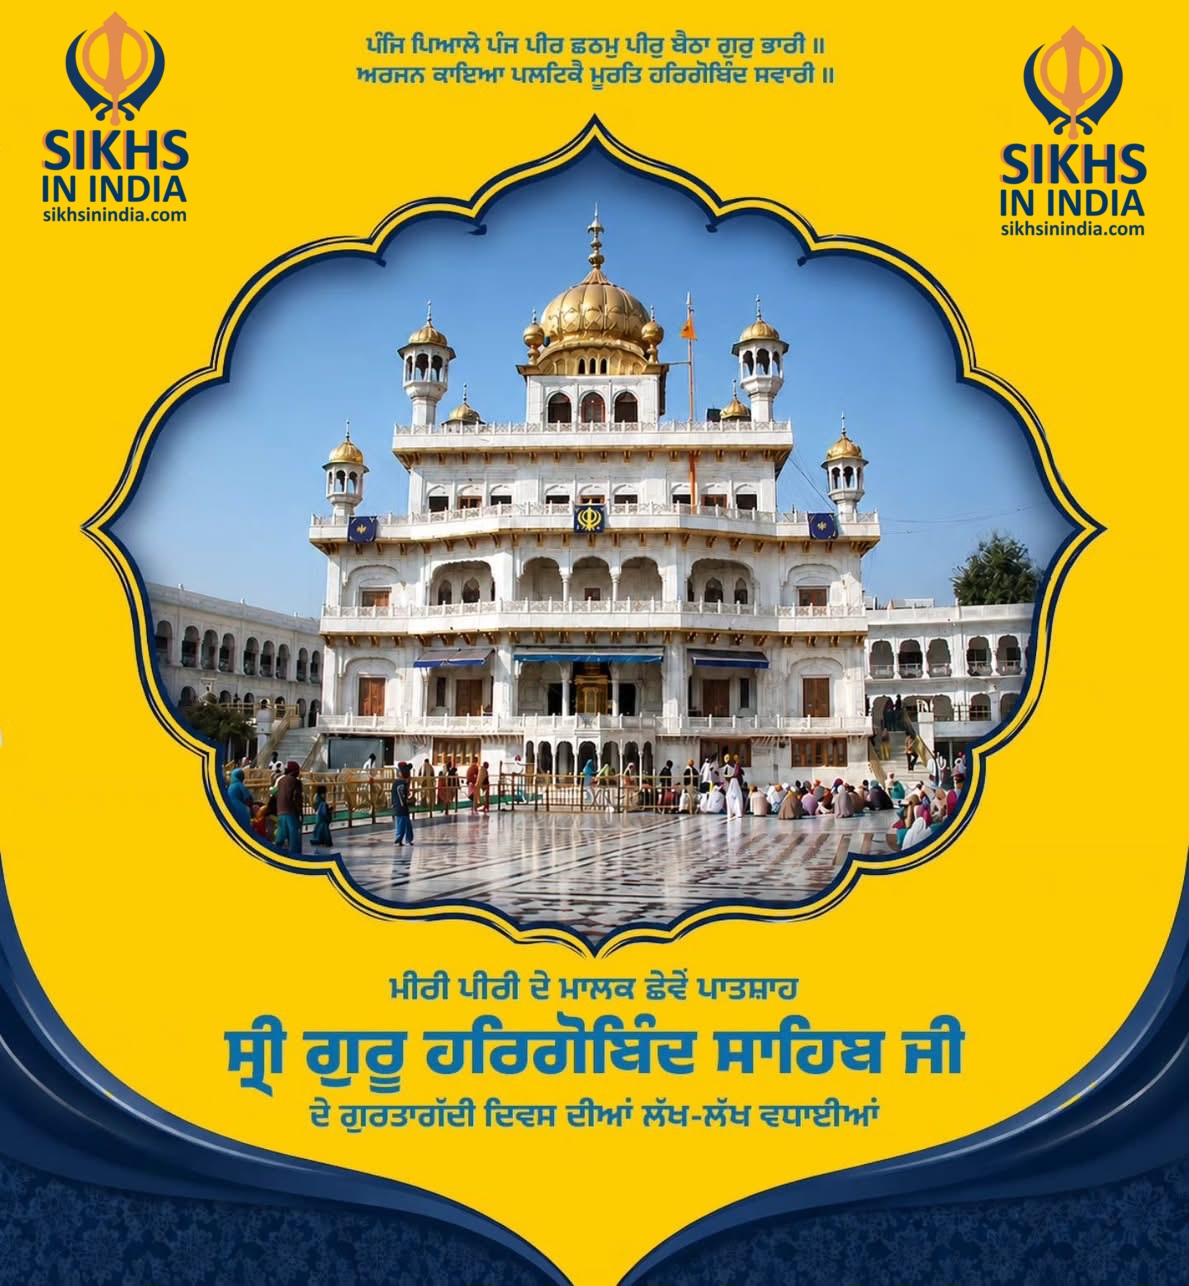 ਪੰਜਿ ਪਿਆਲੇ ਪੰਜ ਪੀਰ ਛਠਮੁ ਪੀਰੁ ਬੈਠਾ ਗੁਰੁ ਭਾਰੀ ॥
ਅਰਜਨ ਕਾਇਆ ਪਲਟਿਕੈ ਮੂਰਤਿ ਹਰਿਗੋਬਿੰਦ ਸਵਾਰੀ ॥
SIKHS
IN INDIA
sikhsinindia.com
SIKHS
IN INDIA
sikhsinindia.com
ਮੀਰੀ ਪੀਰੀ ਦੇ ਮਾਲਕ ਛੇਵੇਂ ਪਾਤਸ਼ਾਹ
ਸ੍ਰੀ ਗੁਰੂ ਹਰਿਗੋਬਿੰਦ ਸਾਹਿਬ ਜੀ
ਦੇ ਗੁਰਤਾਗੱਦੀ ਦਿਵਸ ਦੀਆਂ ਲੱਖ-ਲੱਖ ਵਧਾਈਆਂ